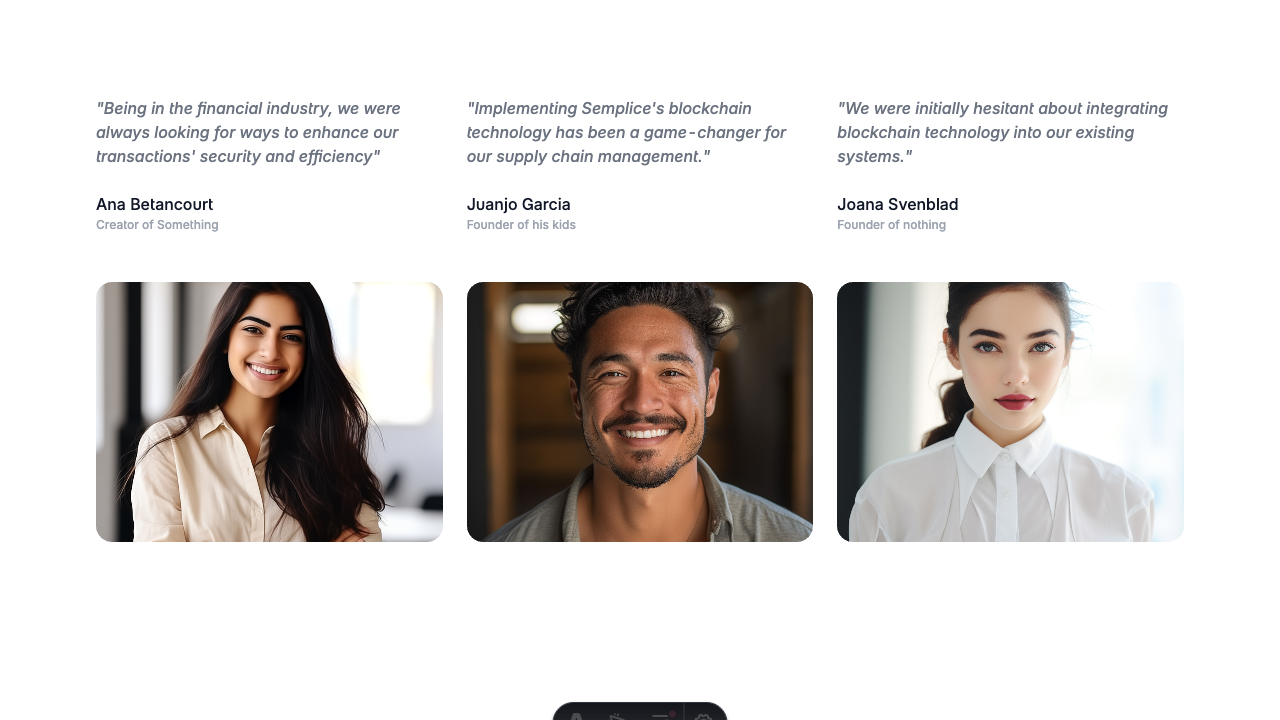 "Being in the financial industry, we were
always looking for ways to enhance our
transactions' security and efficiency"
Ana Betancourt
Creator of Something
"Implementing Semplice's blockchain
technology has been a game-changer for
our supply chain management."
Juanjo Garcia
Founder of his kids
"We were initially hesitant about integrating
blockchain technology into our existing
systems."
Joana Svenblad
Founder of nothing